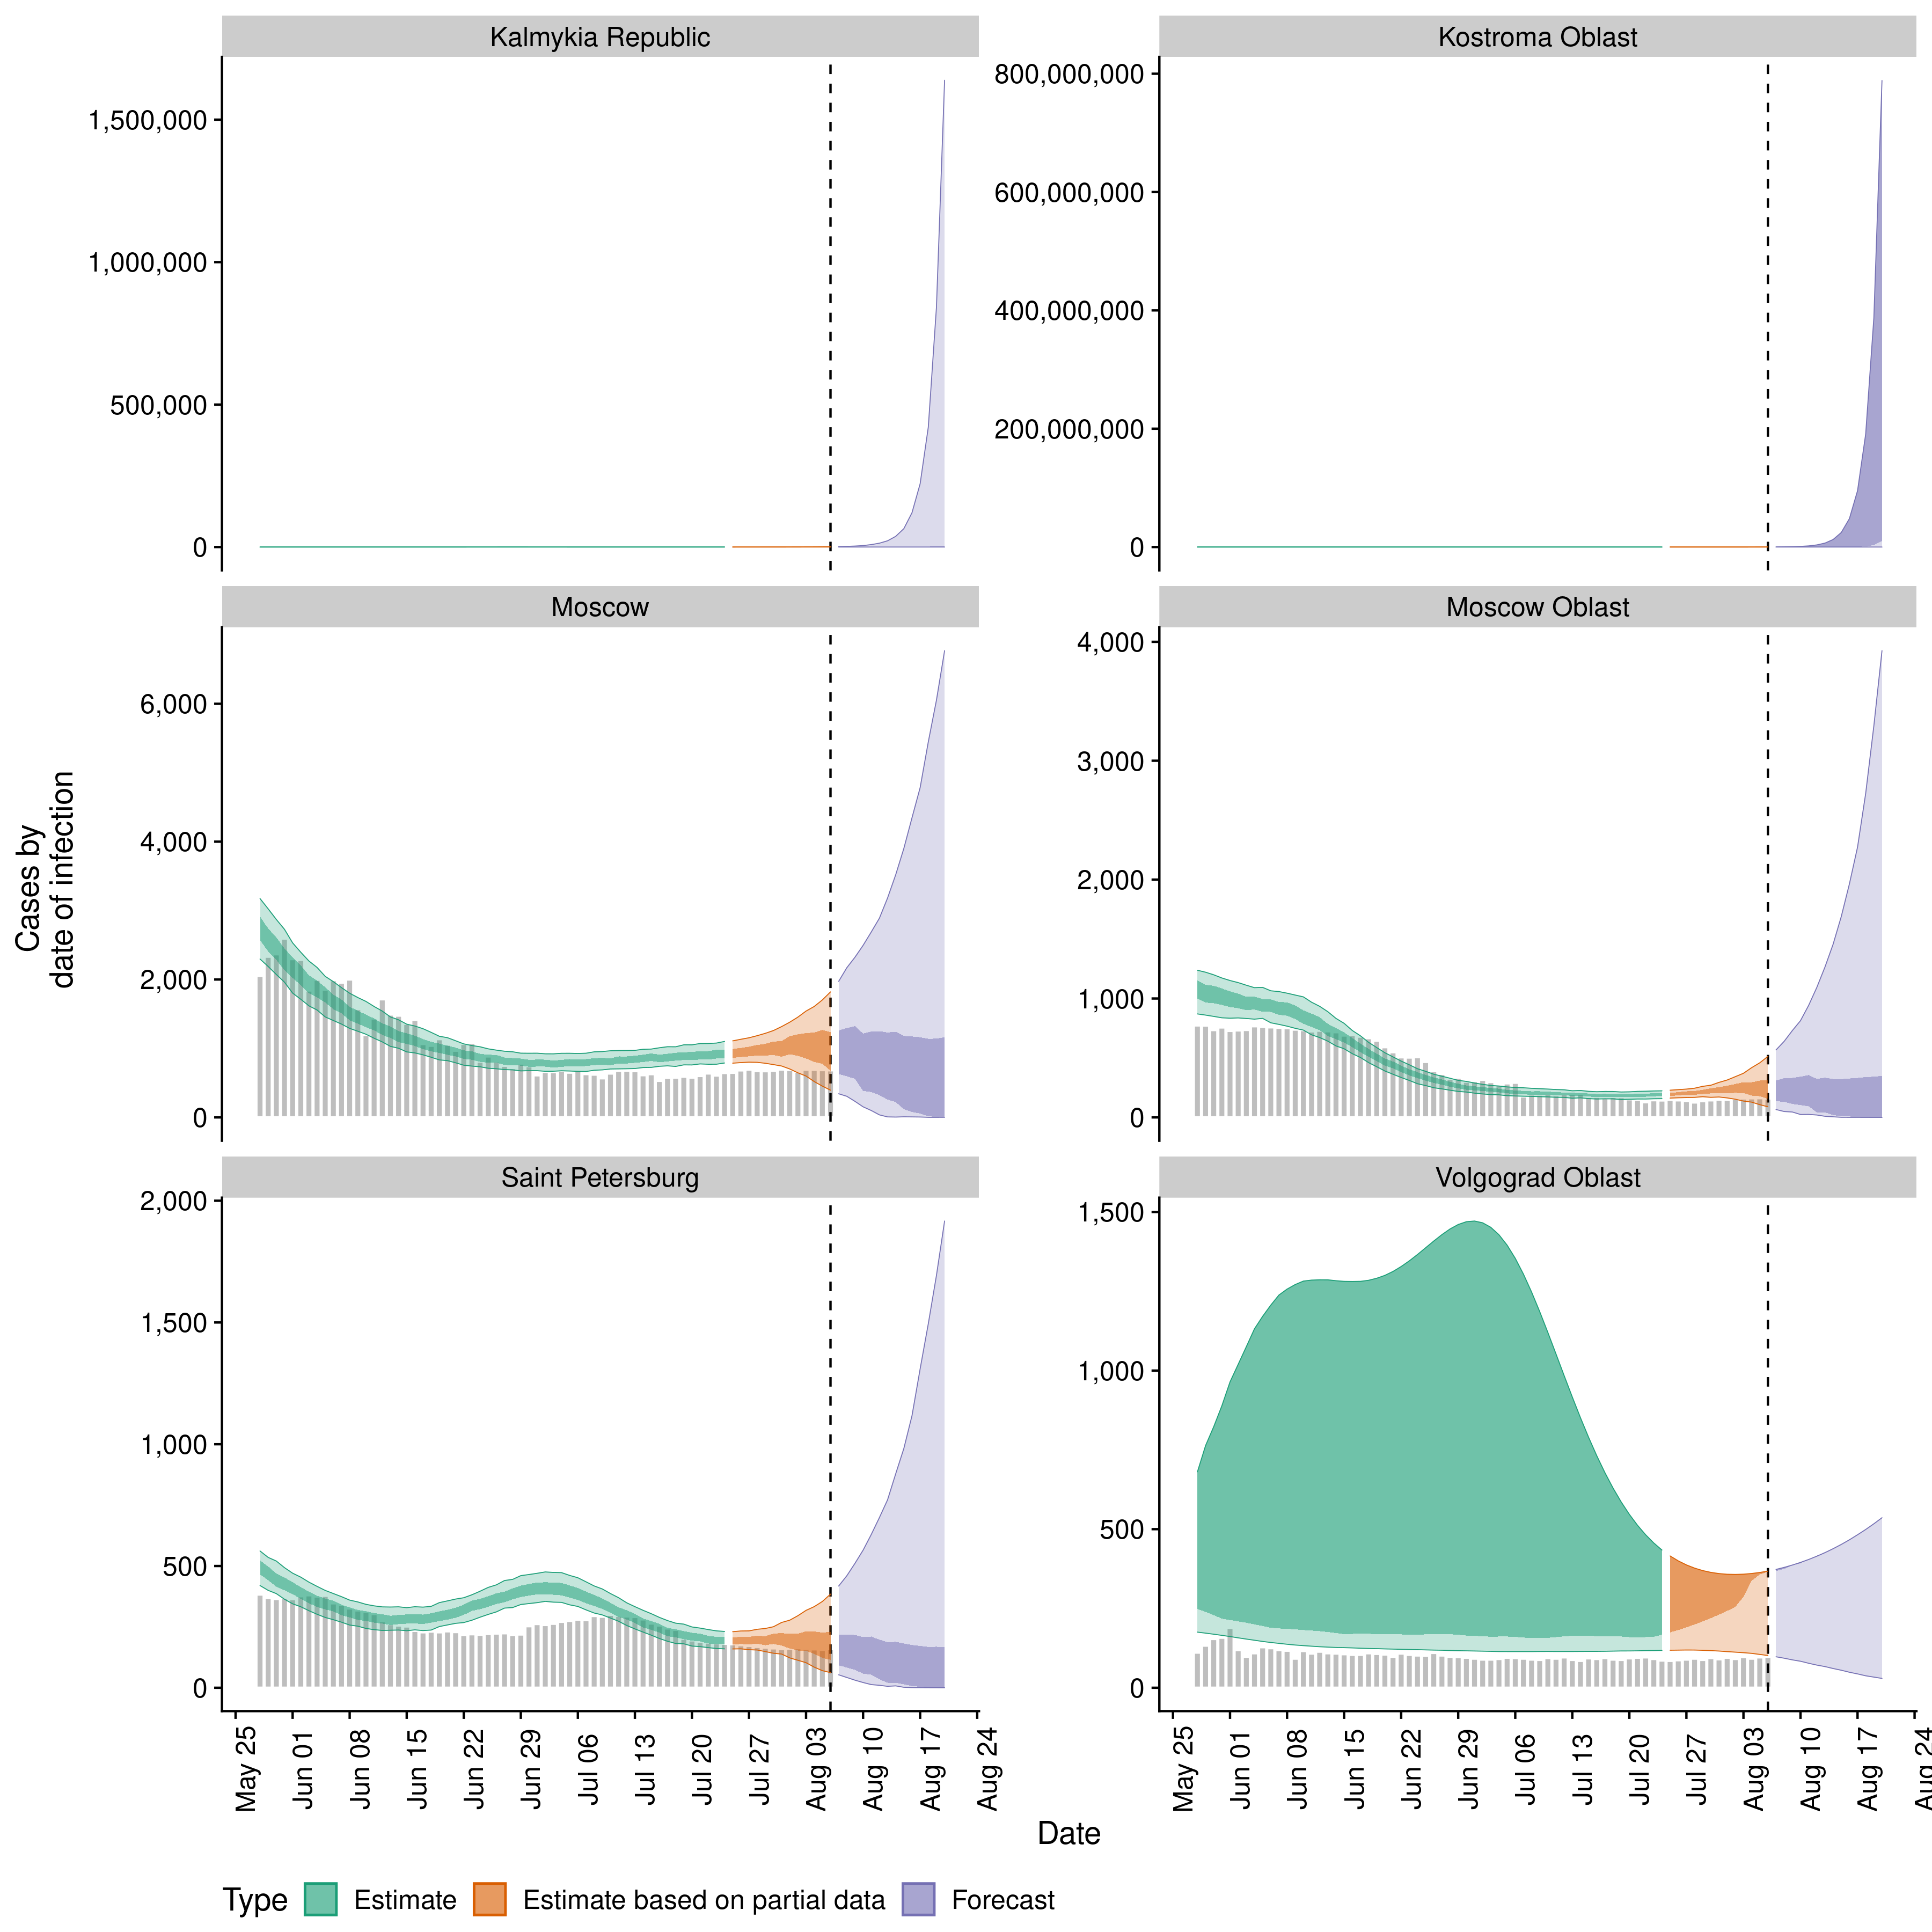 Kalmykia Republic
Kostroma Oblast
1,500,000
1,000,000
500,000
0
800,000,000
600,000,000
400,000,000
200,000,000
0
Moscow
Moscow Oblast
6,000
4,000
2,000
0
4,000
3,000
2,000
1,000
0
Saint Petersburg
Volgograd Oblast
2,000
1,500
1,000
500
0
1,500
1,000
500
0
Cases by
date of infection
May 25
Jun 01
Jun 08
Jun 15
Jun 22
Jun 29
Jul 06
Jul 13
Jul 20
Jul 27
Aug 03
Aug 10
Aug 17
Aug 24
May 25
Jun 01
Jun 08
Jun 15
Jun 22
Jun 29
Jul 06
Jul 13
Jul 20
Jul 27
Aug 03
Aug 10
Aug 17
Aug 24
Date
Type Estimate Estimate based on partial data Forecast